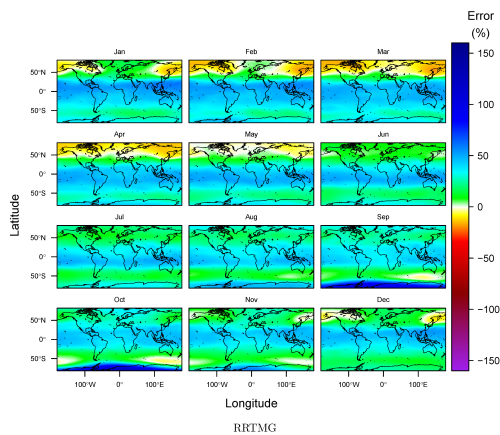 Error
(%)
Jan Feb Mar
50°N
0°
50°S
Apr May Jun
50°N
0°
50°S
Jul Aug Sep
50°N
0°
50°S
Oct Nov Dec
50°N
0°
50°S
100°W 0° 100°E 100°W 0° 100°E 100°W 0° 100°E
150
100
50
0
−50
−100
−150
Latitude
Longitude
RRTMG